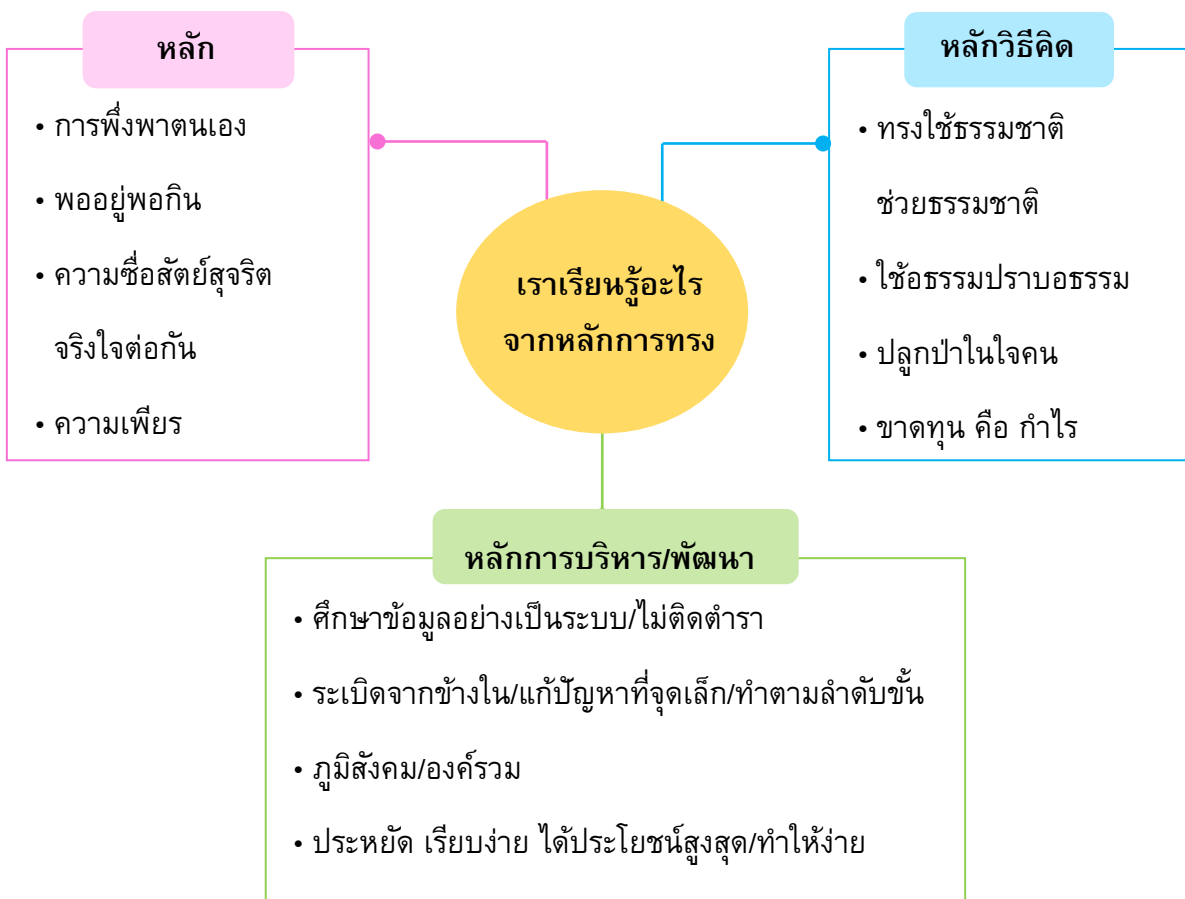 หลัก
• การพึ่งพาตนเอง
• พออยู่พอกิน
• ความซื่อสัตย์สุจริต
จริงใจต่อกัน
• ความเพียร
หลักวิธีคิด
• ทรงใช้ธรรมชาติ
ช่วยธรรมชาติ
• ใช้อธรรมปราบอธรรม
• ปลูกป่าในใจคน
• ขาดทุน คือ กำไร
เราเรียนรู้อะไร
จากหลักการทรง
หลักการบริหาร/พัฒนา
• ศึกษาข้อมูลอย่างเป็นระบบ/ไม่ติดตำรา
• ระเบิดจากข้างใน/แก้ปัญหาที่จุดเล็ก/ทำตามลำดับขั้น
• ภูมิสังคม/องค์รวม
• ประหยัด เรียบง่าย ได้ประโยชน์สูงสุด/ทำให้ง่าย